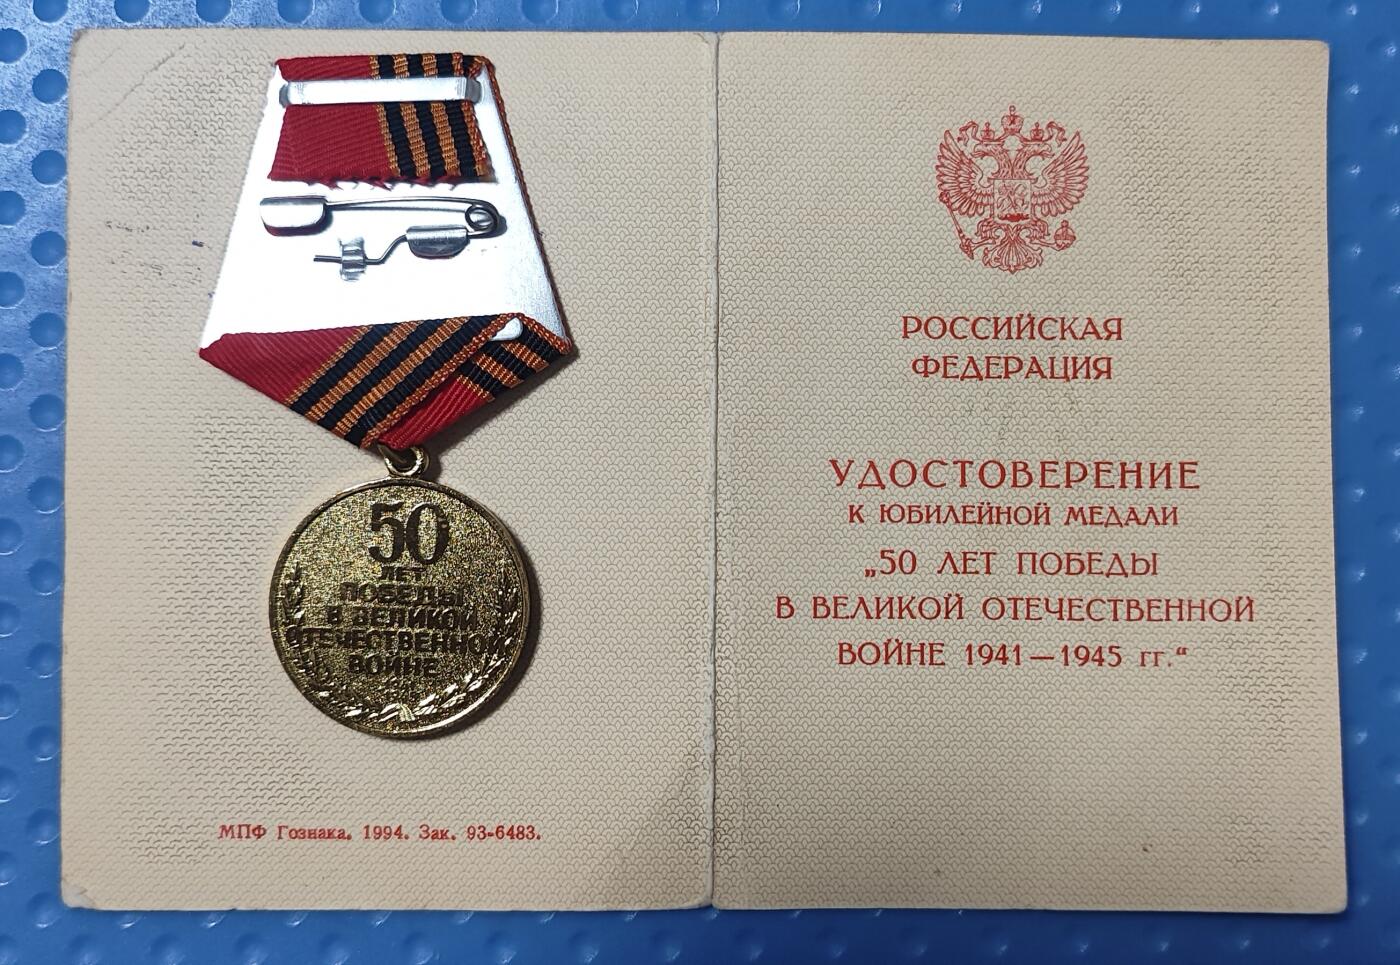 50
ЛЕТ
ПОБЕДЫ
В ВЕЛИКОЙ
ОТЕЧЕСТВЕННОЙ
ВОЙНЕ
МПФ Гознака. 1994. Зак. 93-6483.
РОССИЙСКАЯ
ФЕДЕРАЦИЯ
УДОСТОВЕРЕНИЕ
К ЮБИЛЕЙНОЙ МЕДАЛИ
„50 ЛЕТ ПОБЕДЫ
В ВЕЛИКОЙ ОТЕЧЕСТВЕННОЙ
ВОЙНЕ 1941—1945 гг.“